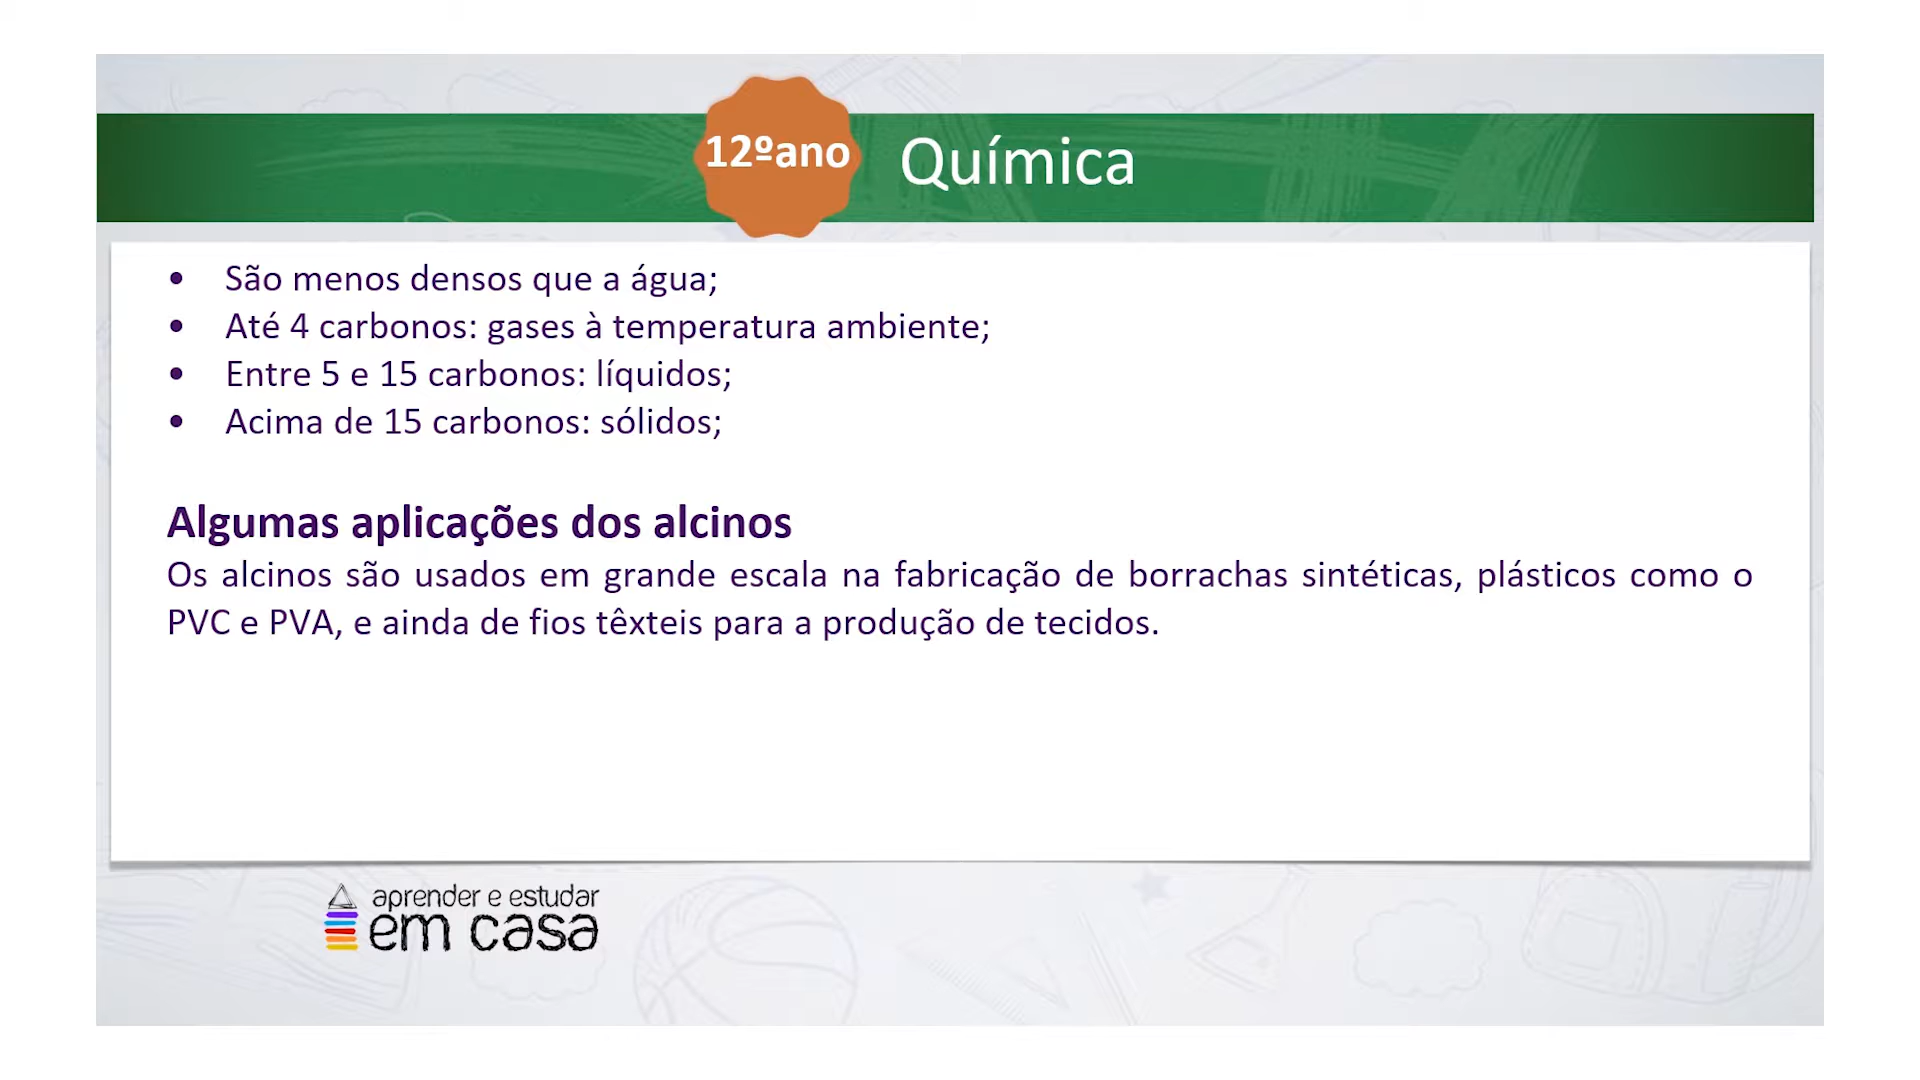 12ºano
Química
• São menos densos que a água;
• Até 4 carbonos: gases à temperatura ambiente;
• Entre 5 e 15 carbonos: líquidos;
• Acima de 15 carbonos: sólidos;
Algumas aplicações dos alcinos
Os alcinos são usados em grande escala na fabricação de borrachas sintéticas, plásticos como o
PVC e PVA, e ainda de fios têxteis para a produção de tecidos.
aprender e estudar
em casa